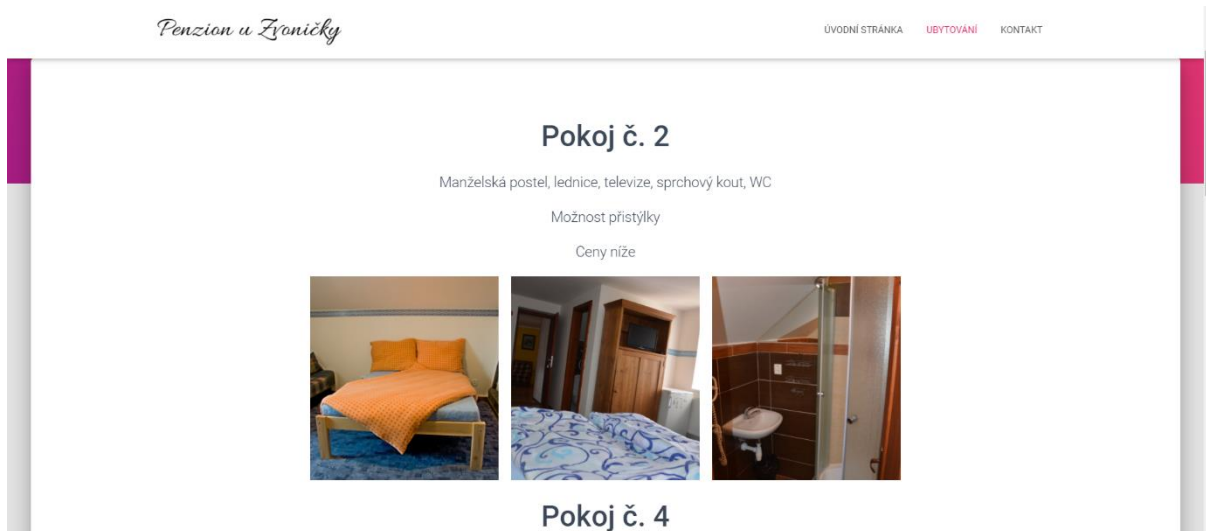 Penzion u Zvoničky
ÚVODNÍ STRÁNKA UBYTOVÁNÍ KONTAKT
Pokoj č. 2
Manželská postel, lednice, televize, sprchový kout, WC
Možnost přistýlky
Ceny níže
Pokoj č. 4